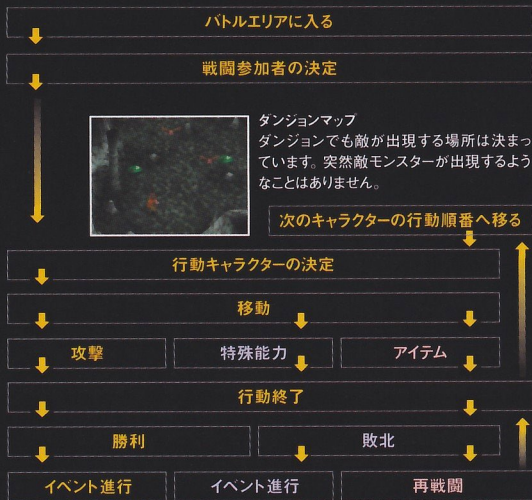 バトルエリアに入る
戦闘参加者の決定
ダンジョンマップ
ダンジョンでも敵が出現する場所は決まっ
ています。突然敵モンスターが出現するよう
なことはありません。
次のキャラクターの行動順番へ移る
行動キャラクターの決定
移動
攻撃
特殊能力
アイテム
行動終了
勝利
敗北
イベント進行
イベント進行
再戦闘